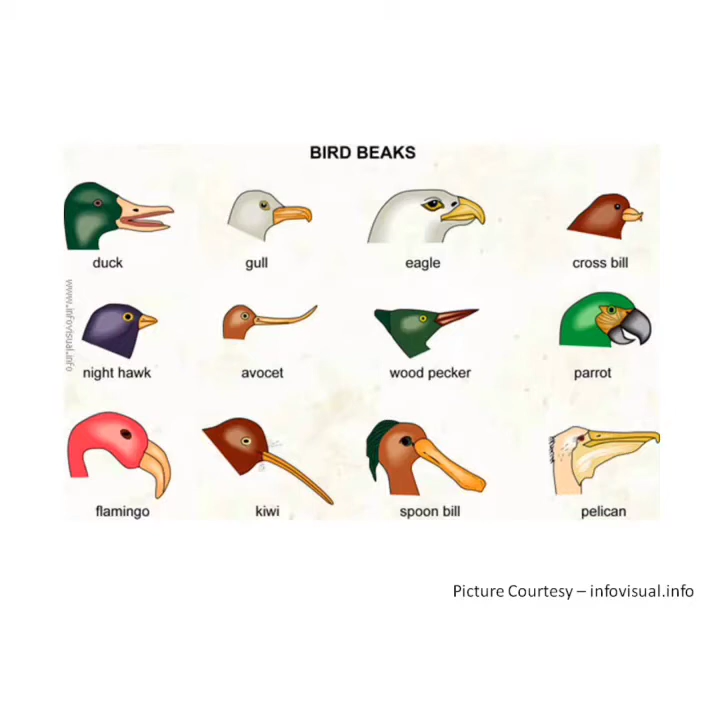 BIRD BEAKS
duck
gull
eagle
cross bill
www.infovisual.info
night hawk
avocet
wood pecker
parrot
flamingo
kiwi
spoon bill
pelican
Picture Courtesy – infovisual.info